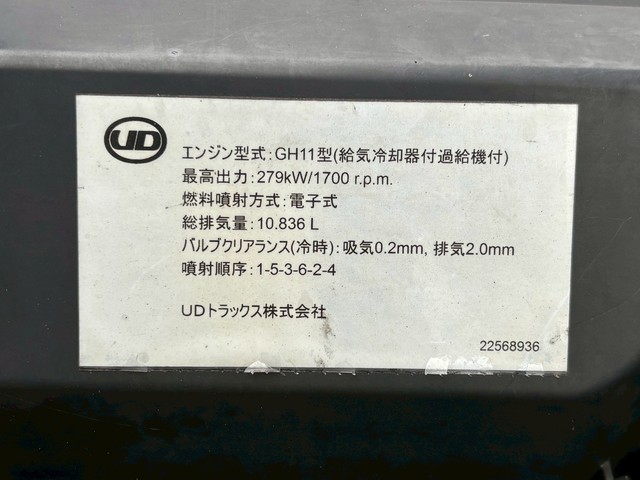 UD
エンジン型式:GH11型(給気冷却器付過給機付)
最高出力:279kW/1700 r.p.m.
燃料噴射方式:電子式
総排気量:10.836 L
バルブクリアランス(冷時):吸気0.2mm, 排気2.0mm
噴射順序:1-5-3-6-2-4
UDトラックス株式会社
22568936